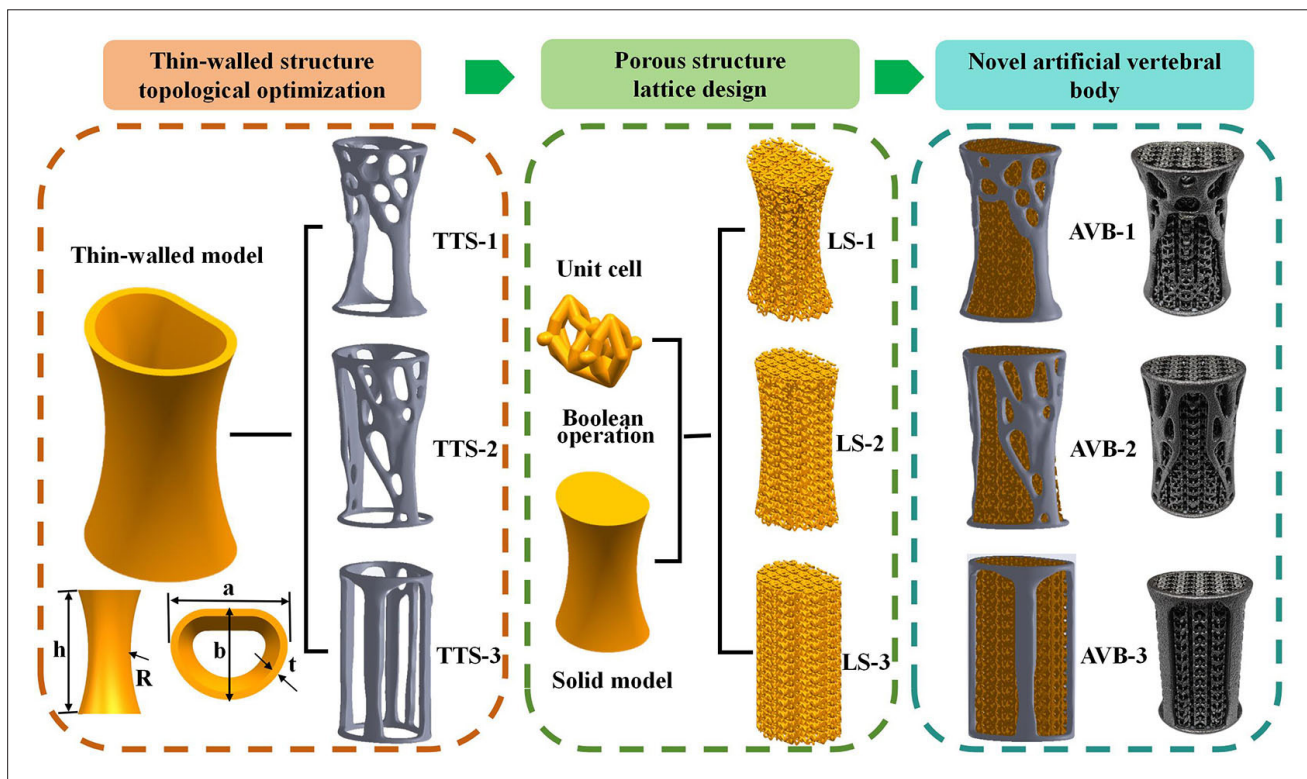 Thin-walled structure
topological optimization
Porous structure
lattice design
Novel artificial vertebral
body
Thin-walled model
TTS-1
TTS-2
TTS-3
h
R
a
b
t
Unit cell
Boolean
operation
Solid model
LS-1
LS-2
LS-3
AVB-1
AVB-2
AVB-3